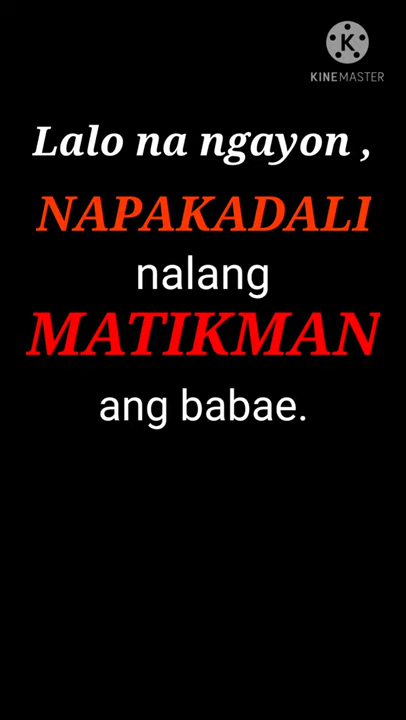 KINEMASTER
Lalo na ngayon ,
NAPAKADALI
nalang
MATIKMAN
ang babae.